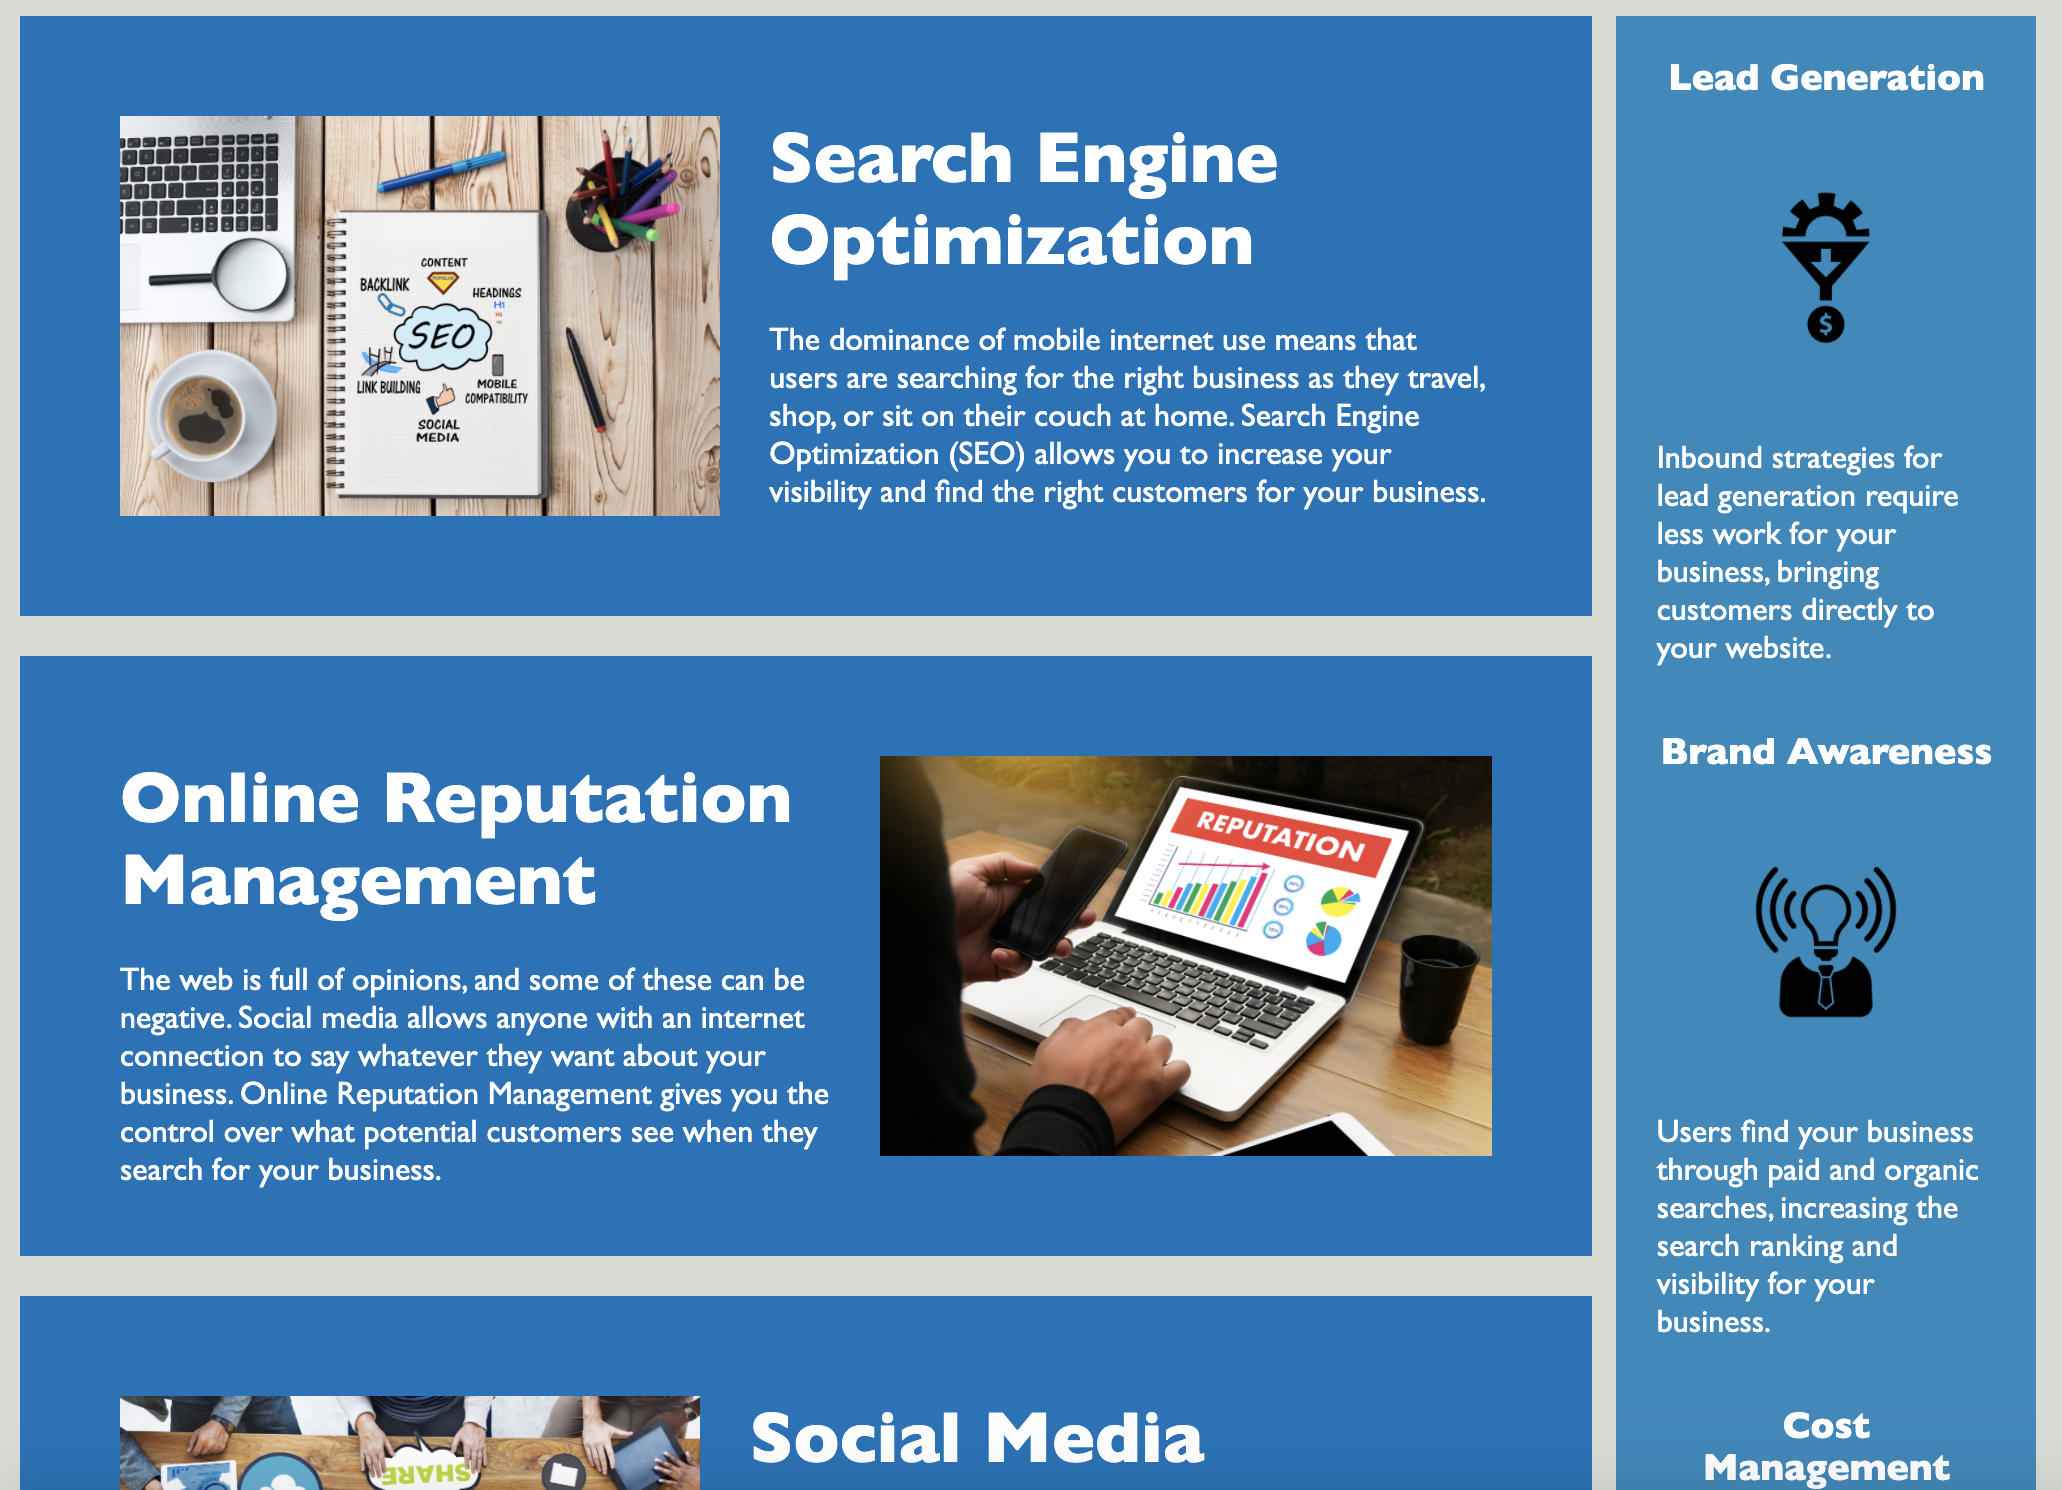 Search Engine
Optimization
The dominance of mobile internet use means that
users are searching for the right business as they travel,
shop, or sit on their couch at home. Search Engine
Optimization (SEO) allows you to increase your
visibility and find the right customers for your business.
CONTENT
BACKLINK
HEADINGS
H1
H2
SEO
LINK BUILDING
MOBILE
COMPATIBILITY
SOCIAL
MEDIA
Online Reputation
Management
The web is full of opinions, and some of these can be
negative. Social media allows anyone with an internet
connection to say whatever they want about your
business. Online Reputation Management gives you the
control over what potential customers see when they
search for your business.
REPUTATION
Social Media
SHARE
Lead Generation
$
Inbound strategies for
lead generation require
less work for your
business, bringing
customers directly to
your website.
Brand Awareness
Users find your business
through paid and organic
searches, increasing the
search ranking and
visibility for your
business.
Cost
Management